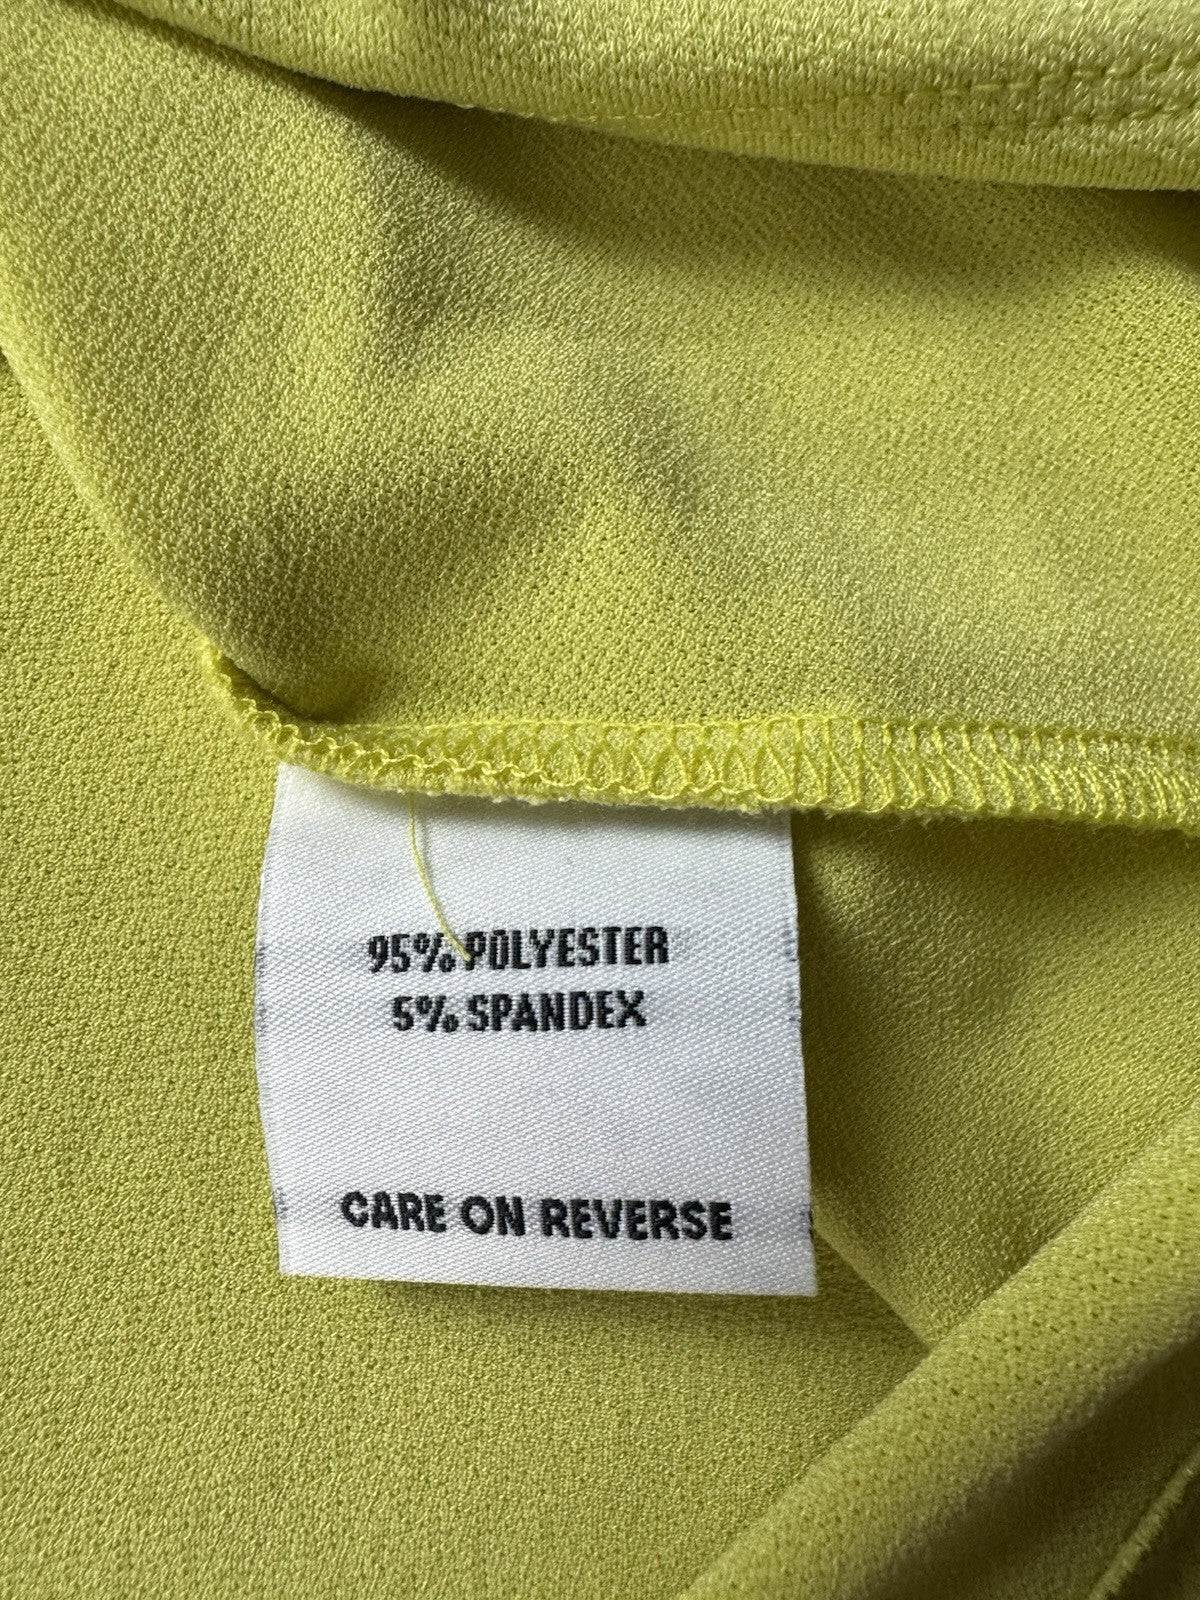 95% POLYESTER
5% SPANDEX
CARE ON REVERSE